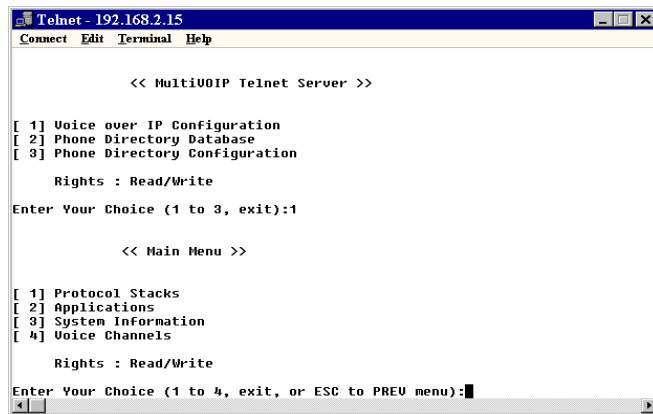 Telnet - 192.168.2.15
Connect Edit Terminal Help
<< MultiVOIP Telnet Server >>
[ 1] Voice over IP Configuration
[ 2] Phone Directory Database
[ 3] Phone Directory Configuration
Rights : Read/Write
Enter Your Choice (1 to 3, exit):1
<< Main Menu >>
[ 1] Protocol Stacks
[ 2] Applications
[ 3] System Information
[ 4] Voice Channels
Rights : Read/Write
Enter Your Choice (1 to 4, exit, or ESC to PREV menu):